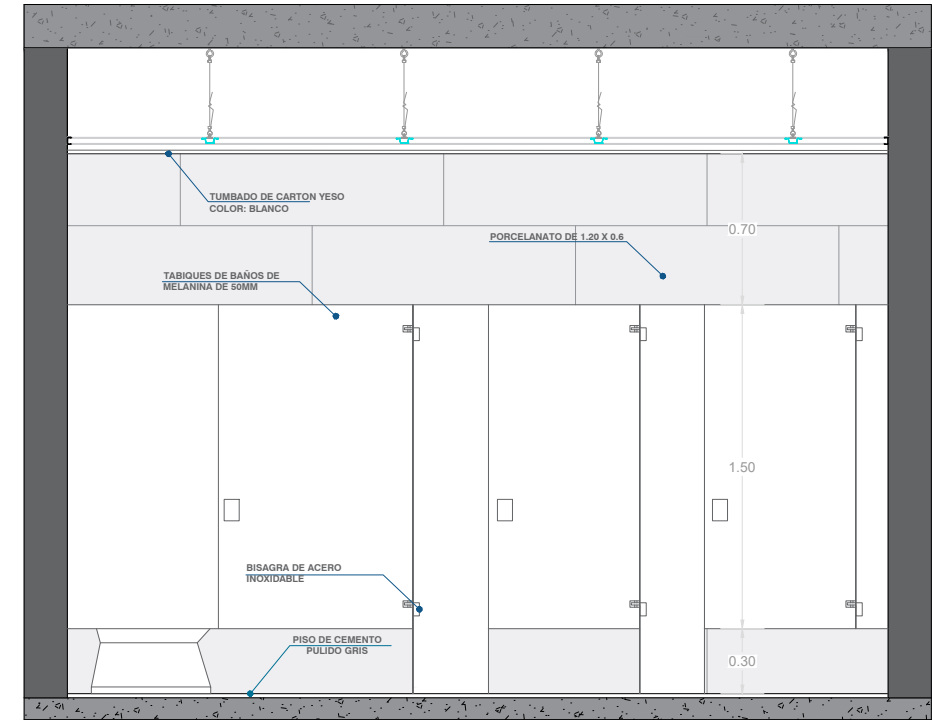 TUMBADO DE CARTON YESO
COLOR: BLANCO
0.70
PORCELANATO DE 1.20 X 0.6
TABIQUES DE BAÑOS DE
MELANINA DE 50MM
1.50
BISAGRA DE ACERO
INOXIDABLE
PISO DE CEMENTO
PULIDO GRIS
0.30